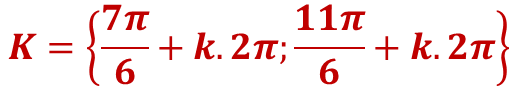 K = {7π/6 + k.2π; 11π/6 + k.2π}